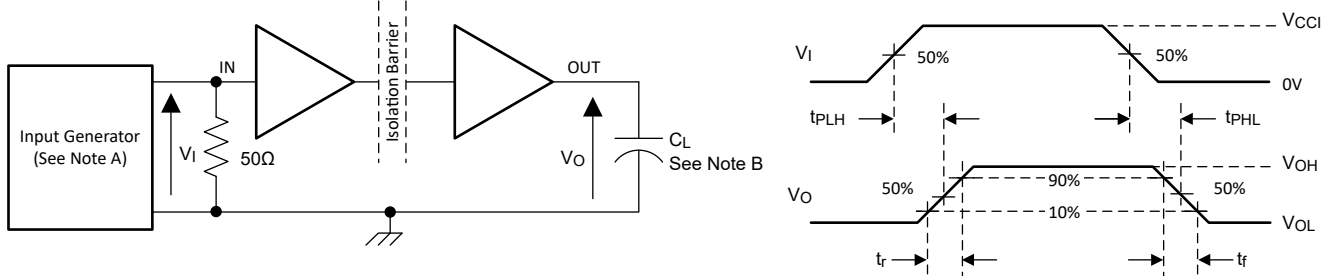 Input Generator
(See Note A)
VI
50Ω
IN
Isolation Barrier
OUT
VO
CL
See Note B
VI
50%
50%
VCCI
0V
tPLH
tPHL
VO
50%
90%
10%
50%
VOH
VOL
tr
tf